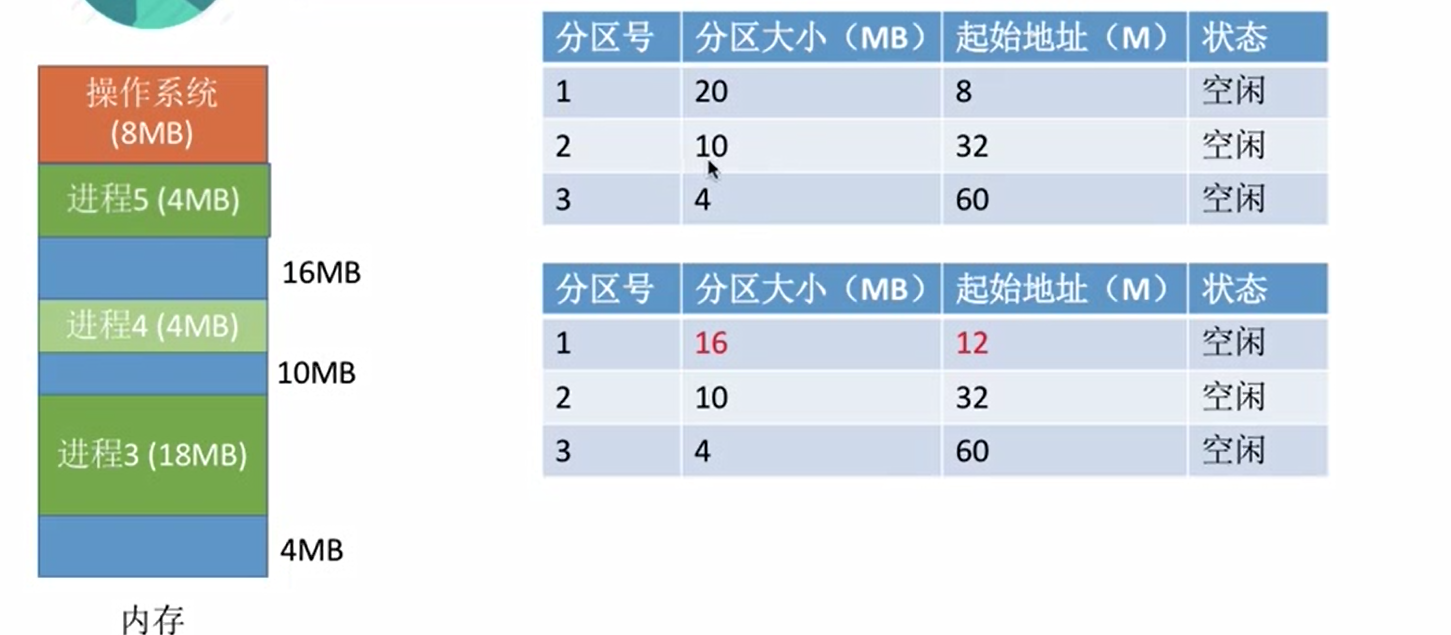 操作系统
(8MB)
进程5 (4MB)
16MB
进程4 (4MB)
10MB
进程3 (18MB)
4MB
内存
分区号 分区大小（MB） 起始地址（M） 状态
1 20 8 空闲
2 10 32 空闲
3 4 60 空闲
分区号 分区大小（MB） 起始地址（M） 状态
1 16 12 空闲
2 10 32 空闲
3 4 60 空闲